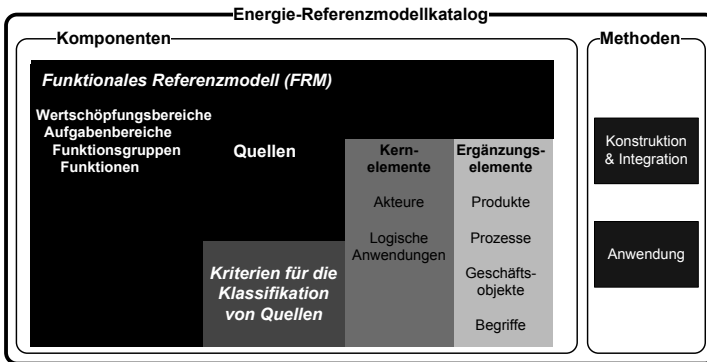 Energie-Referenzmodellkatalog
Komponenten
Funktionales Referenzmodell (FRM)
Wertschöpfungsbereiche
Aufgabenbereiche
Funktionsgruppen
Funktionen
Quellen
Kriterien für die
Klassifikation
von Quellen
Kern-
elemente
Akteure
Logische
Anwendungen
Ergänzungs-
elemente
Produkte
Prozesse
Geschäfts-
objekte
Begriffe
Methoden
Konstruktion
& Integration
Anwendung